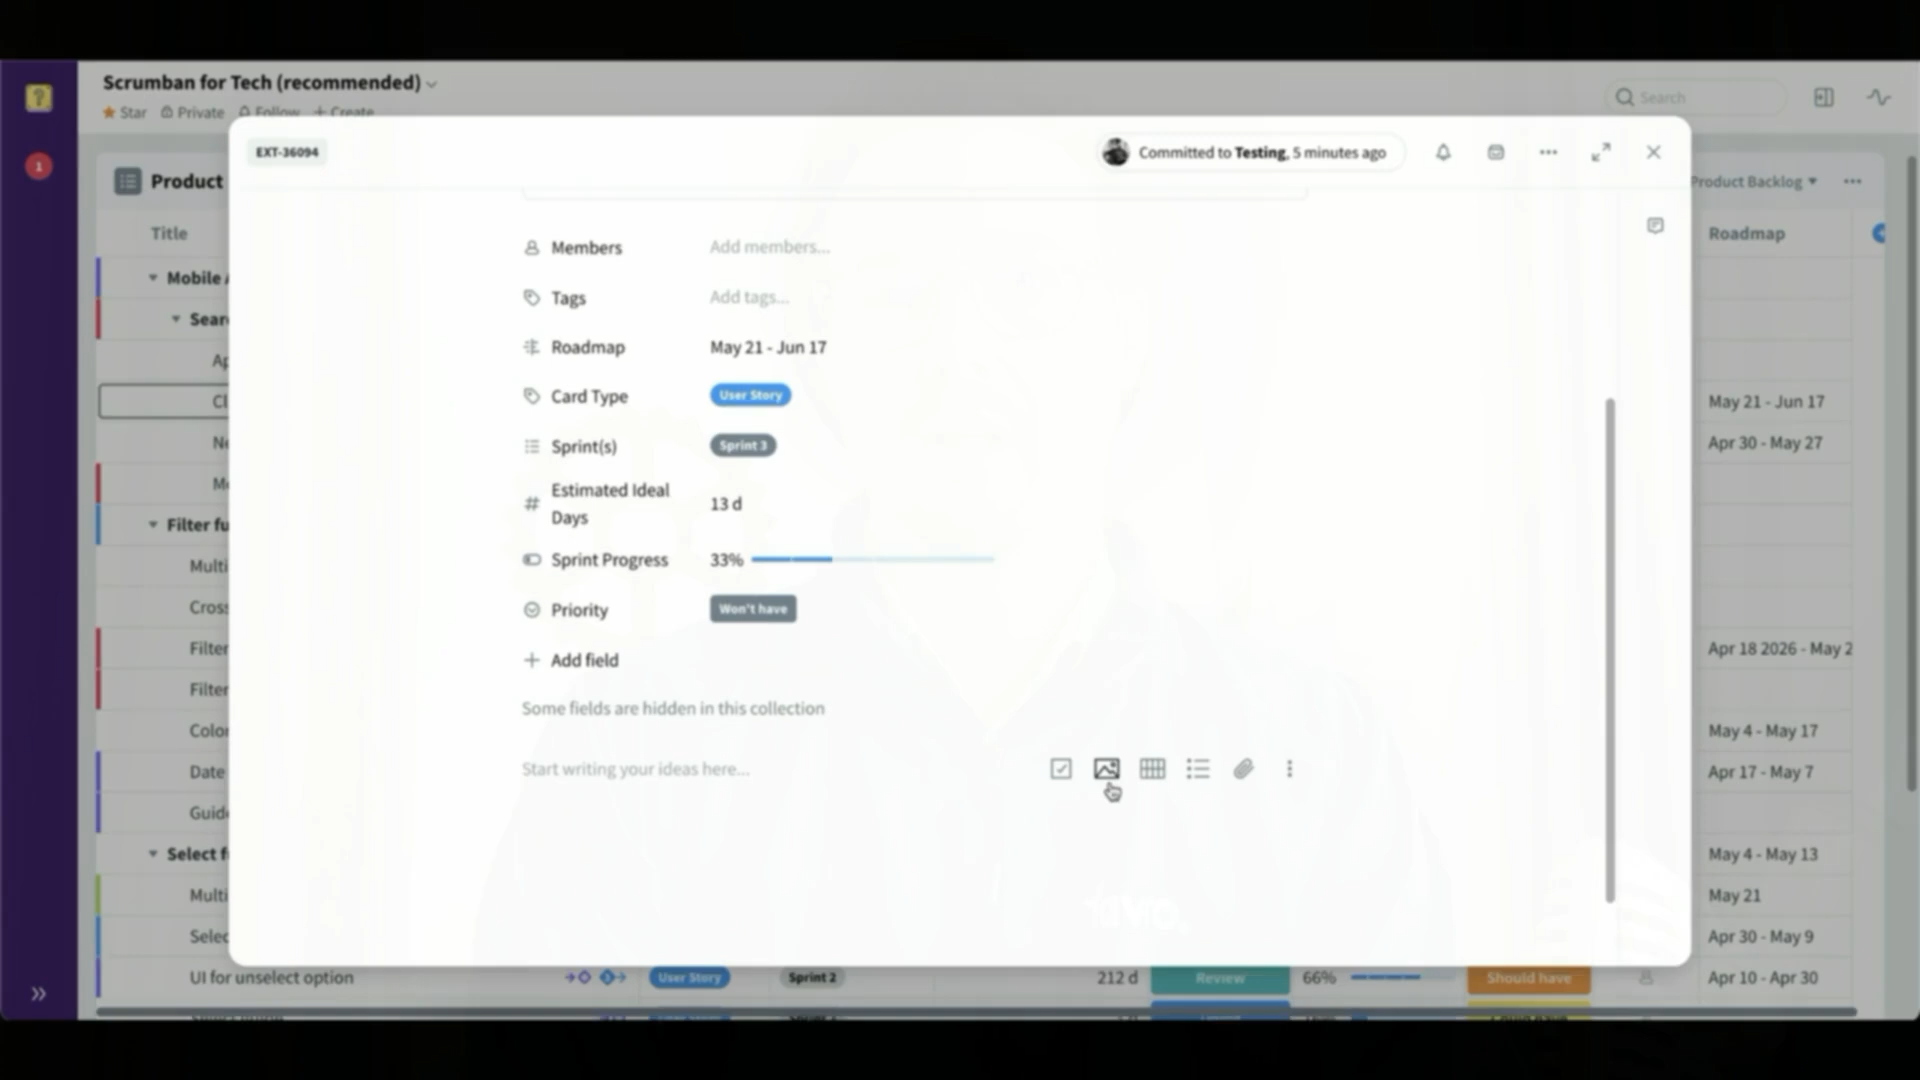 Scrumban for Tech (recommended)
Star Private Follow + Create
Search
1
EXT-36094
Committed to Testing, 5 minutes ago
Product
Product Backlog
Title
Roadmap
Members Add members...
Tags Add tags...
Roadmap May 21 - Jun 17
Card Type User Story
Sprint(s) Sprint 3
Estimated Ideal Days 13 d
Sprint Progress 33%
Priority Won't have
+ Add field
Some fields are hidden in this collection
Start writing your ideas here...
Mobile
Sear
Ap
Cl May 21 - Jun 17
Ne Apr 30 - May 27
Mo
Filter fu
Multi
Cross
Filter Apr 18 2026 - May 2
Filter
Color May 4 - May 17
Date Apr 17 - May 7
Guide
Select f May 4 - May 13
Multi May 21
Selec Apr 30 - May 9
UI for unselect option User Story Sprint 2 212 d Review 66% Should have Apr 10 - Apr 30
favro.